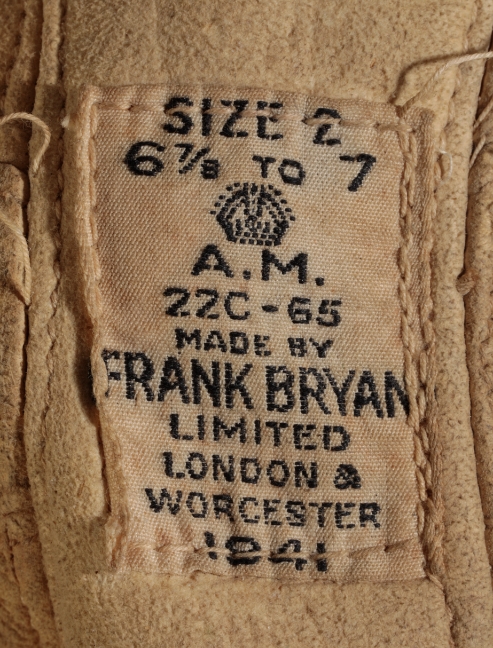 SIZE 2
6⅞ TO 7
A.M.
22C-65
MADE BY
FRANK BRYAN
LIMITED
LONDON &
WORCESTER
1941